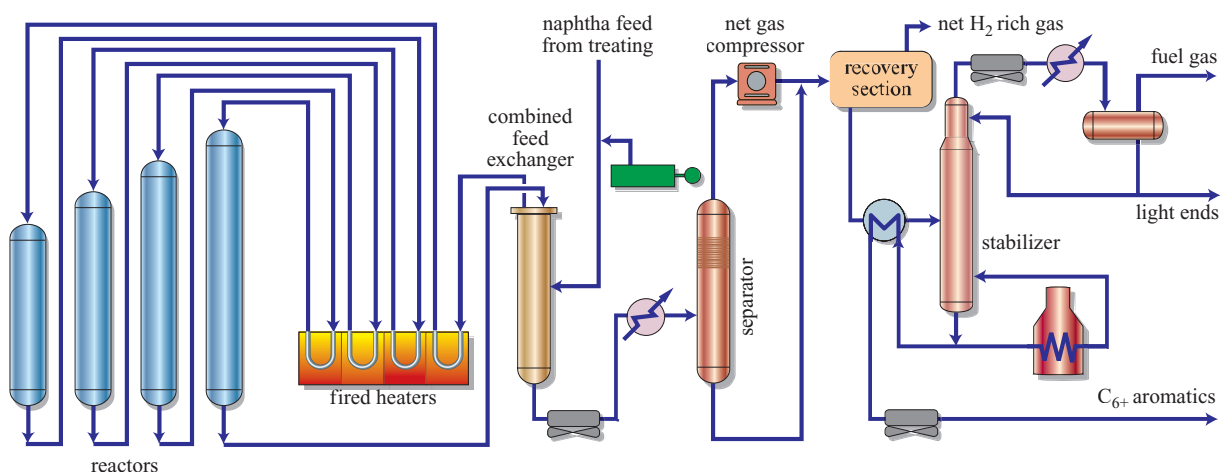 naphtha feed
from treating
net gas
compressor
net H₂ rich gas
fuel gas
recovery
section
combined
feed
exchanger
light ends
stabilizer
separator
fired heaters
C₆₊ aromatics
reactors